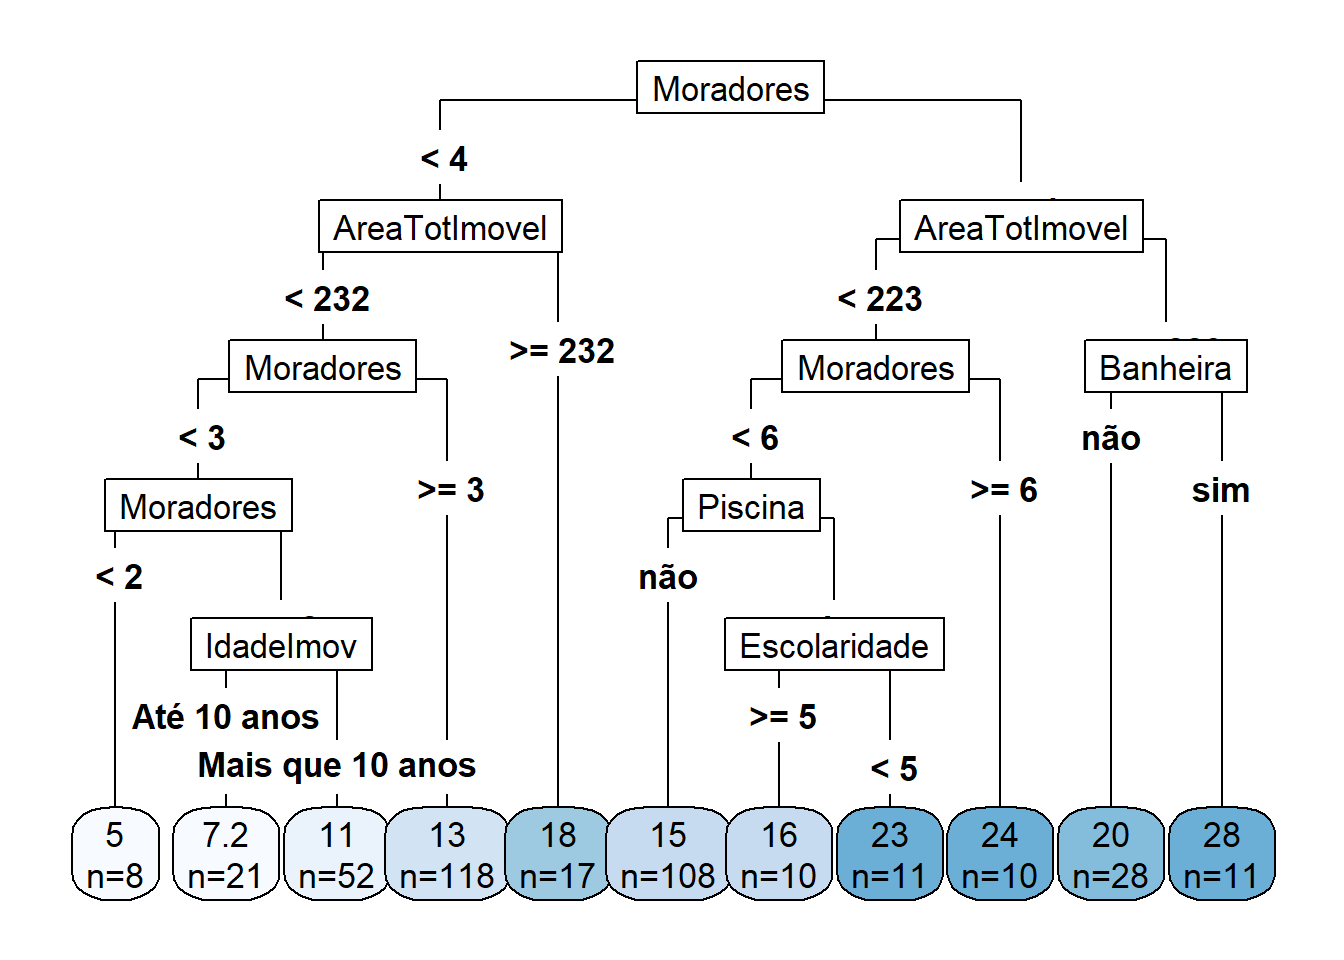 Moradores
< 4
AreaTotImovel
AreaTotImovel
< 232
< 223
>= 232
Moradores
Moradores
Banheira
< 3
< 6
não
>= 3
>= 6
sim
Moradores
Piscina
< 2
não
IdadeImov
Escolaridade
Até 10 anos
>= 5
Mais que 10 anos
< 5
5
n=8
7.2
n=21
11
n=52
13
n=118
18
n=17
15
n=108
16
n=10
23
n=11
24
n=10
20
n=28
28
n=11